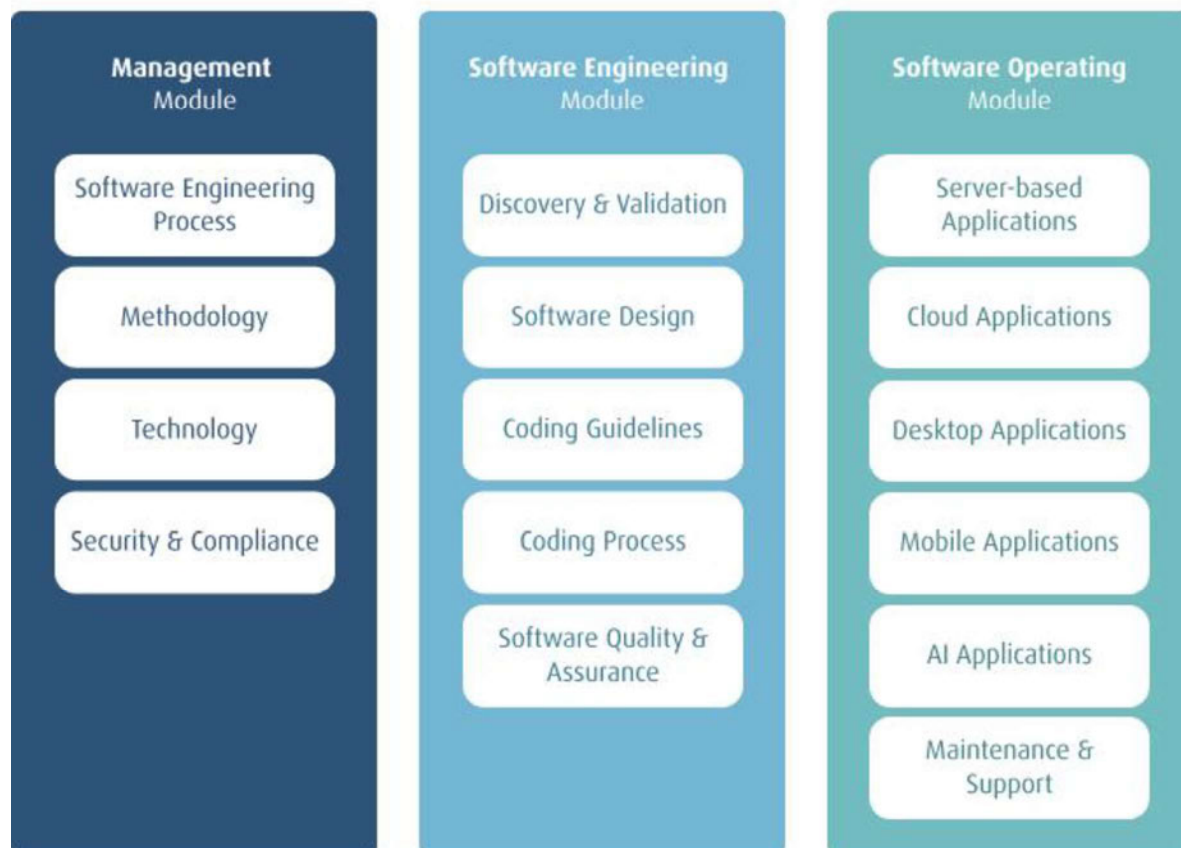 Management
Module
Software Engineering
Process
Methodology
Technology
Security & Compliance
Software Engineering
Module
Discovery & Validation
Software Design
Coding Guidelines
Coding Process
Software Quality &
Assurance
Software Operating
Module
Server-based
Applications
Cloud Applications
Desktop Applications
Mobile Applications
AI Applications
Maintenance &
Support